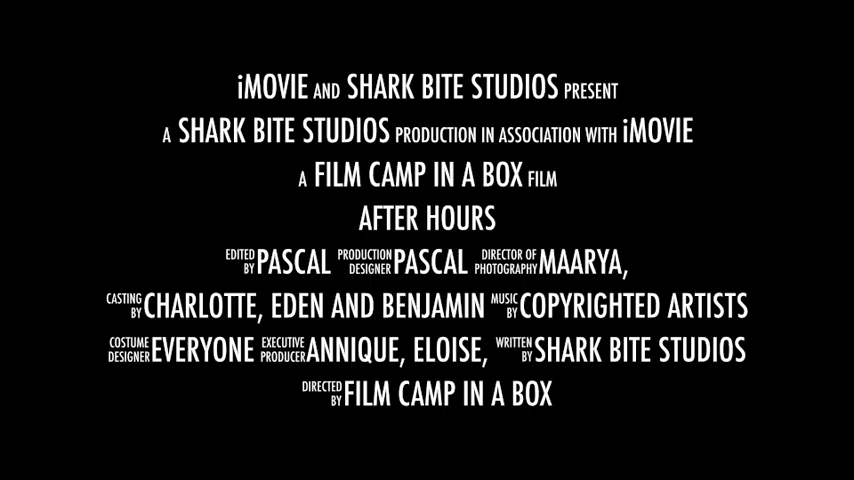 iMOVIE AND SHARK BITE STUDIOS PRESENT
A SHARK BITE STUDIOS PRODUCTION IN ASSOCIATION WITH iMOVIE
A FILM CAMP IN A BOX FILM
AFTER HOURS
EDITED BY PASCAL PRODUCTION DESIGNER PASCAL DIRECTOR OF PHOTOGRAPHY MAARYA,
CASTING BY CHARLOTTE, EDEN AND BENJAMIN MUSIC BY COPYRIGHTED ARTISTS
COSTUME DESIGNER EVERYONE EXECUTIVE PRODUCER ANNIQUE, ELOISE, WRITTEN BY SHARK BITE STUDIOS
DIRECTED BY FILM CAMP IN A BOX